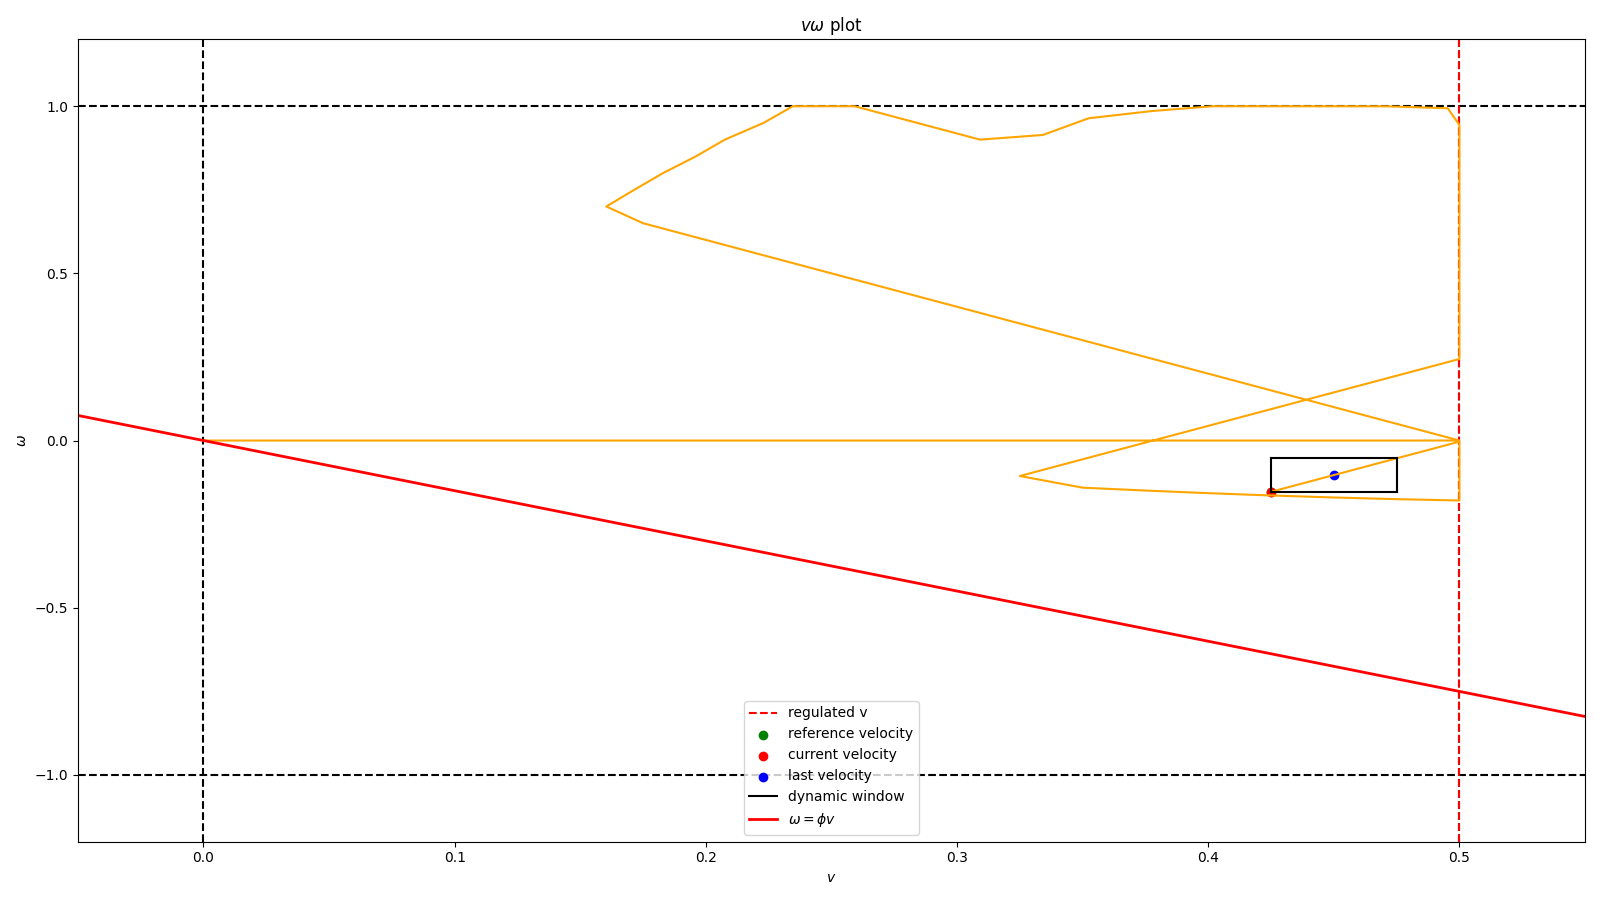 vω plot
1.0
0.5
0.0
−0.5
−1.0
ω
0.0 0.1 0.2 0.3 0.4 0.5
v
regulated v
reference velocity
current velocity
last velocity
dynamic window
ω = ϕv